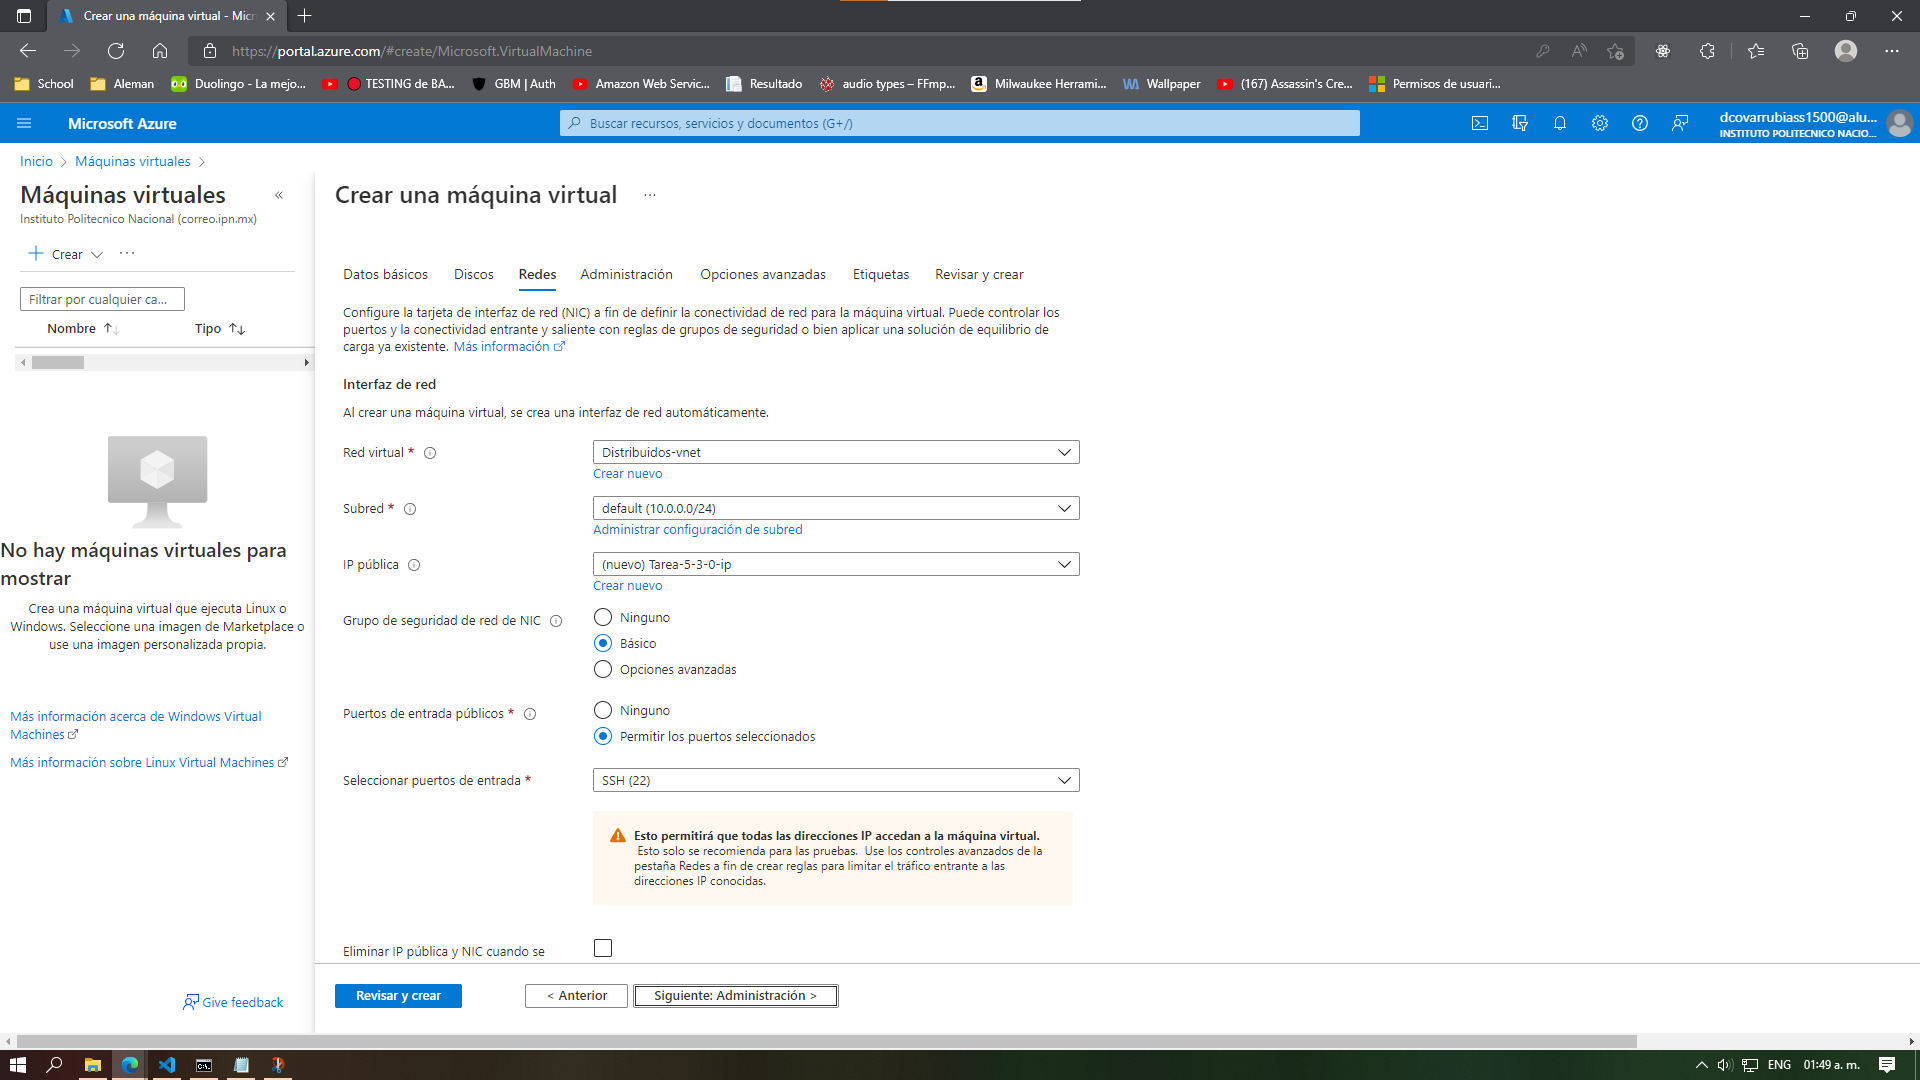 Crear una máquina virtual - Micr
https://portal.azure.com/#create/Microsoft.VirtualMachine
School
Aleman
Duolingo - La mejo...
TESTING de BA...
GBM | Auth
Amazon Web Servic...
Resultado
audio types – FFmp...
Milwaukee Herrami...
Wallpaper
(167) Assassin's Cre...
Permisos de usuari...
Microsoft Azure
Buscar recursos, servicios y documentos (G+/)
dcovarrubiass1500@alu...
INSTITUTO POLITECNICO NACIO...
Inicio
Máquinas virtuales
Máquinas virtuales
Instituto Politecnico Nacional (correo.ipn.mx)
Crear
Filtrar por cualquier ca...
Nombre
Tipo
No hay máquinas virtuales para
mostrar
Crea una máquina virtual que ejecuta Linux o
Windows. Seleccione una imagen de Marketplace o
use una imagen personalizada propia.
Más información acerca de Windows Virtual
Machines
Más información sobre Linux Virtual Machines
Give feedback
Crear una máquina virtual
Datos básicos
Discos
Redes
Administración
Opciones avanzadas
Etiquetas
Revisar y crear
Configure la tarjeta de interfaz de red (NIC) a fin de definir la conectividad de red para la máquina virtual. Puede controlar los
puertos y la conectividad entrante y saliente con reglas de grupos de seguridad o bien aplicar una solución de equilibrio de
carga ya existente. Más información
Interfaz de red
Al crear una máquina virtual, se crea una interfaz de red automáticamente.
Red virtual *
Distribuidos-vnet
Crear nuevo
Subred *
default (10.0.0.0/24)
Administrar configuración de subred
IP pública
(nuevo) Tarea-5-3-0-ip
Crear nuevo
Grupo de seguridad de red de NIC
Ninguno
Básico
Opciones avanzadas
Puertos de entrada públicos *
Ninguno
Permitir los puertos seleccionados
Seleccionar puertos de entrada *
SSH (22)
Esto permitirá que todas las direcciones IP accedan a la máquina virtual.
Esto solo se recomienda para las pruebas. Use los controles avanzados de la
pestaña Redes a fin de crear reglas para limitar el tráfico entrante a las
direcciones IP conocidas.
Eliminar IP pública y NIC cuando se
Revisar y crear
< Anterior
Siguiente: Administración >
ENG
01:49 a. m.